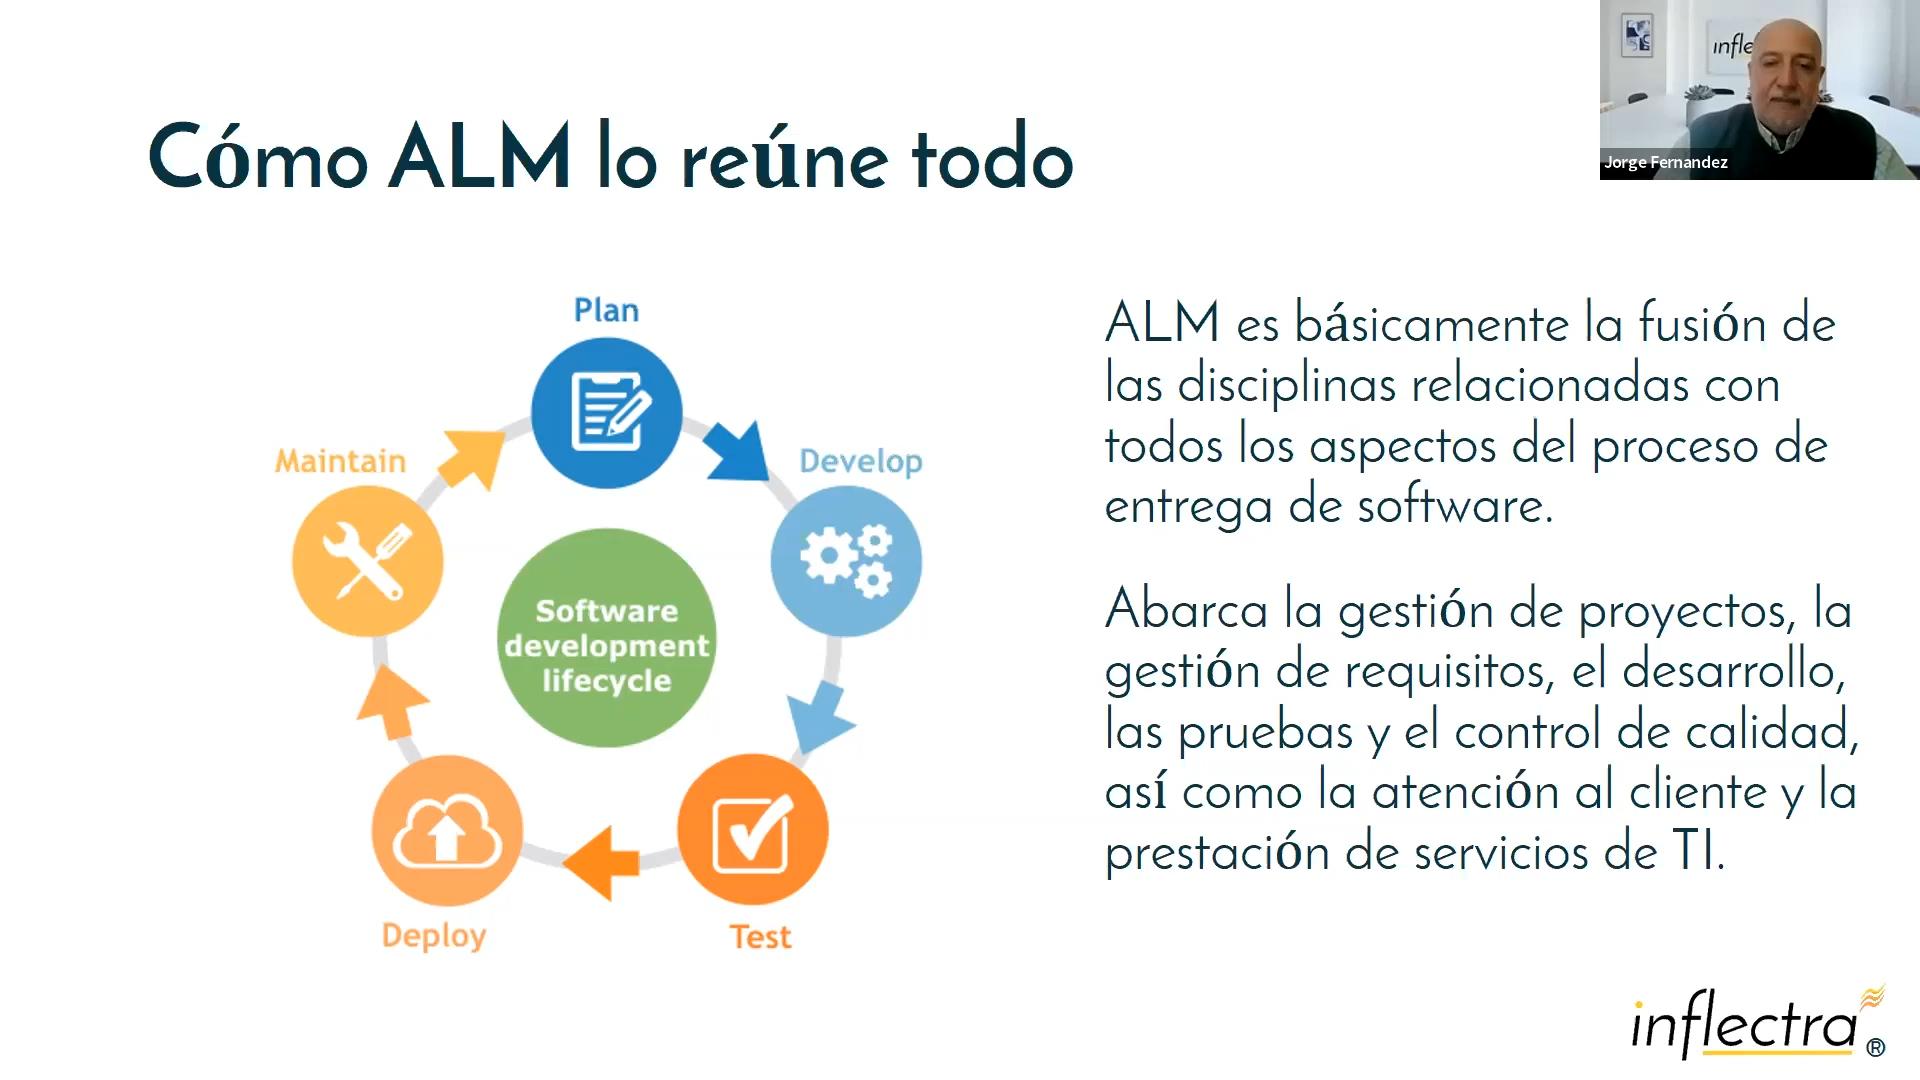 Cómo ALM lo reúne todo
infle
Jorge Fernandez
Plan
Maintain
Develop
Software
development
lifecycle
Deploy
Test
ALM es básicamente la fusión de
las disciplinas relacionadas con
todos los aspectos del proceso de
entrega de software.
Abarca la gestión de proyectos, la
gestión de requisitos, el desarrollo,
las pruebas y el control de calidad,
así como la atención al cliente y la
prestación de servicios de TI.
inflectra®